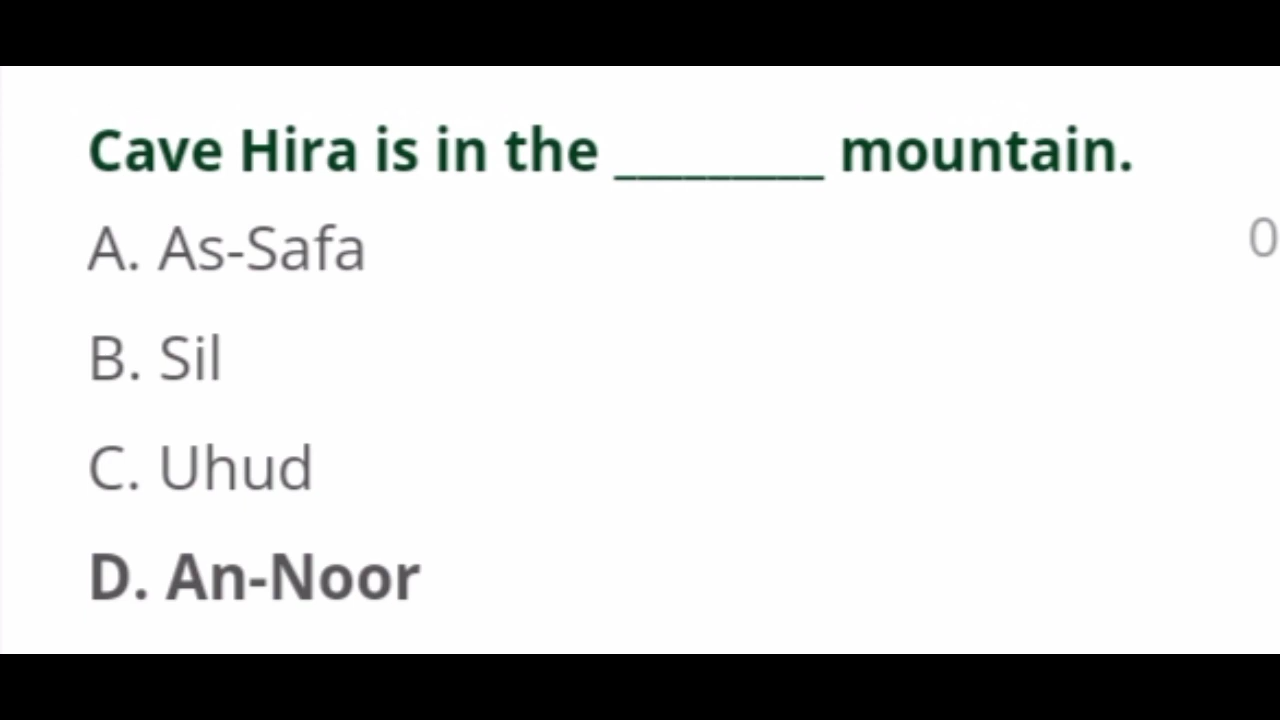 Cave Hira is in the ________ mountain.
A. As-Safa
0
B. Sil
C. Uhud
D. An-Noor